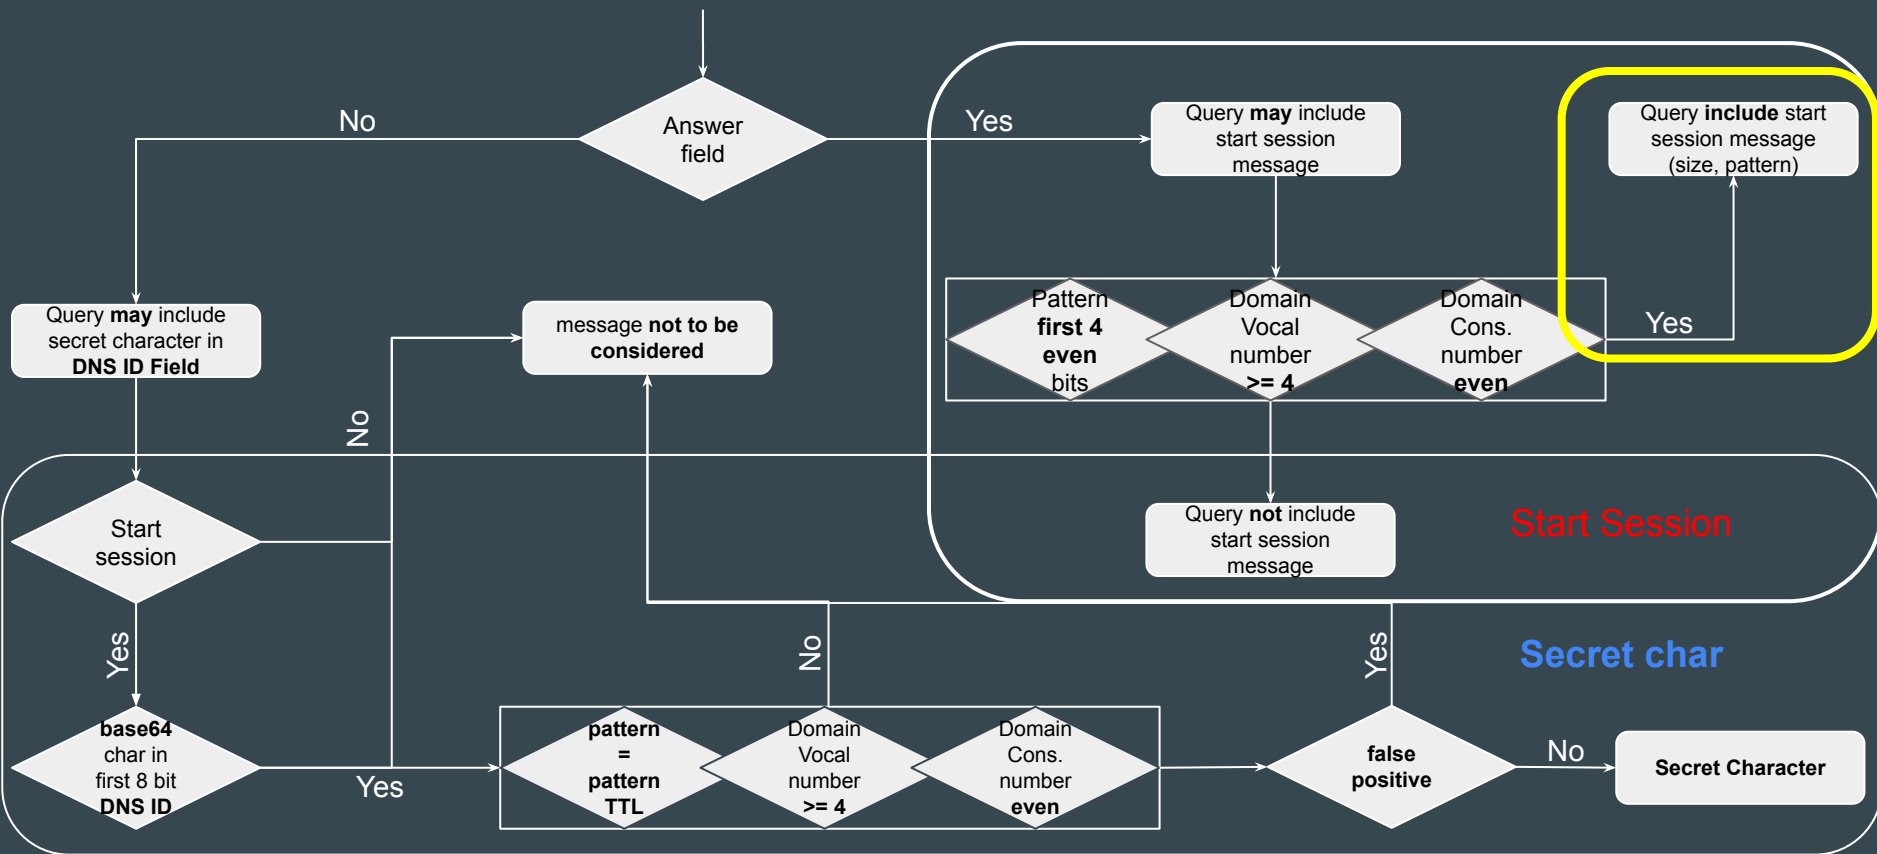 No
Answer
field
Yes
Query may include
start session
message
Query include start
session message
(size, pattern)
Query may include
secret character in
DNS ID Field
message not to be
considered
Pattern
first 4
even
bits
Domain
Vocal
number
>= 4
Domain
Cons.
number
even
Yes
No
Start
session
Query not include
start session
message
Start Session
Yes
No
Yes
Secret char
base64
char in
first 8 bit
DNS ID
Yes
pattern
=
pattern
TTL
Domain
Vocal
number
>= 4
Domain
Cons.
number
even
false
positive
No
Secret Character